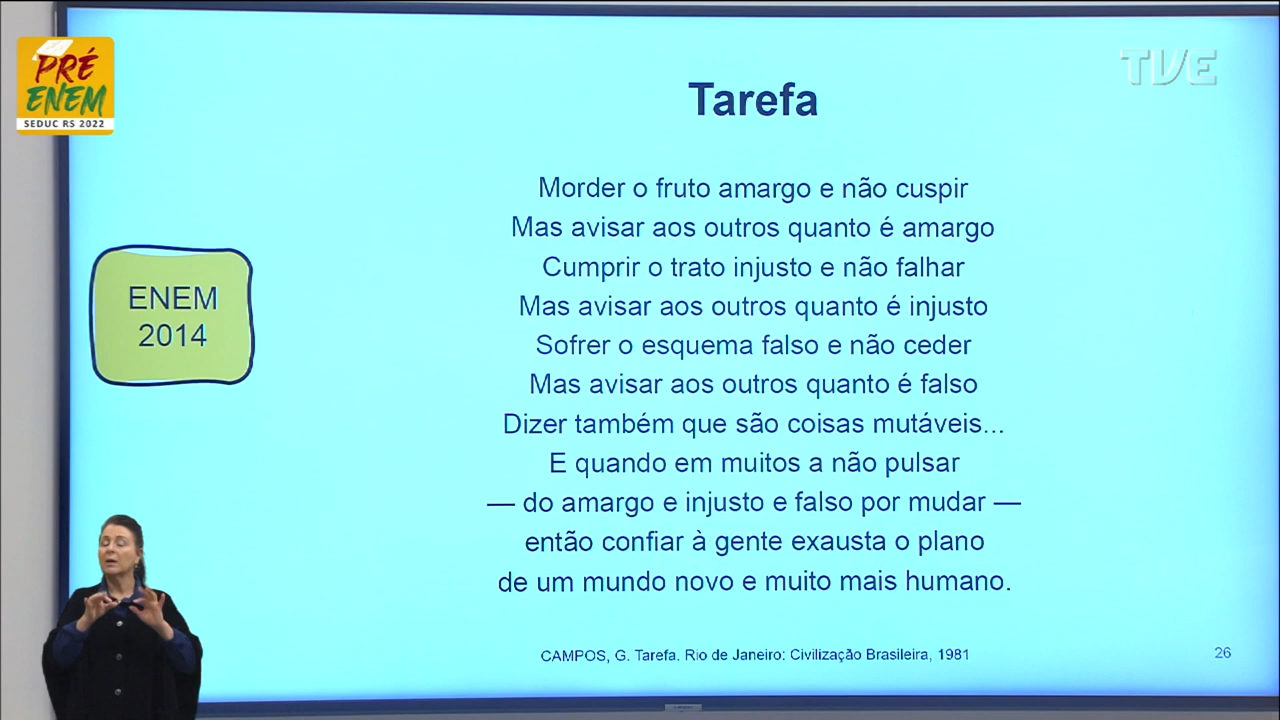 PRÉ
ENEM
SEDUC RS 2022
TVE
Tarefa
Morder o fruto amargo e não cuspir
Mas avisar aos outros quanto é amargo
Cumprir o trato injusto e não falhar
Mas avisar aos outros quanto é injusto
Sofrer o esquema falso e não ceder
Mas avisar aos outros quanto é falso
Dizer também que são coisas mutáveis...
E quando em muitos a não pulsar
— do amargo e injusto e falso por mudar —
então confiar à gente exausta o plano
de um mundo novo e muito mais humano.
ENEM
2014
CAMPOS, G. Tarefa. Rio de Janeiro: Civilização Brasileira, 1981
26